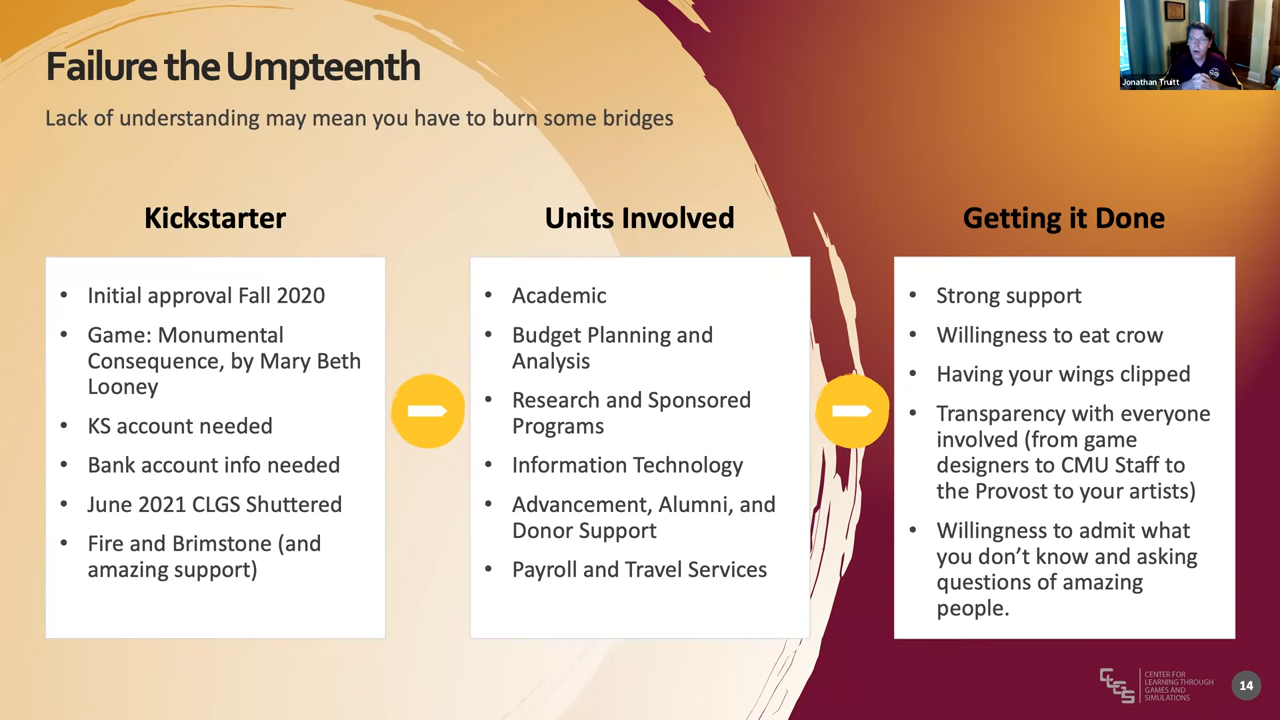 Failure the Umpteenth
Lack of understanding may mean you have to burn some bridges
Jonathan Truitt
Kickstarter
• Initial approval Fall 2020
• Game: Monumental
Consequence, by Mary Beth
Looney
• KS account needed
• Bank account info needed
• June 2021 CLGS Shuttered
• Fire and Brimstone (and
amazing support)
Units Involved
• Academic
• Budget Planning and
Analysis
• Research and Sponsored
Programs
• Information Technology
• Advancement, Alumni, and
Donor Support
• Payroll and Travel Services
Getting it Done
• Strong support
• Willingness to eat crow
• Having your wings clipped
• Transparency with everyone
involved (from game
designers to CMU Staff to
the Provost to your artists)
• Willingness to admit what
you don’t know and asking
questions of amazing
people.
CLGS
CENTER FOR
LEARNING THROUGH
GAMES AND
SIMULATIONS
14